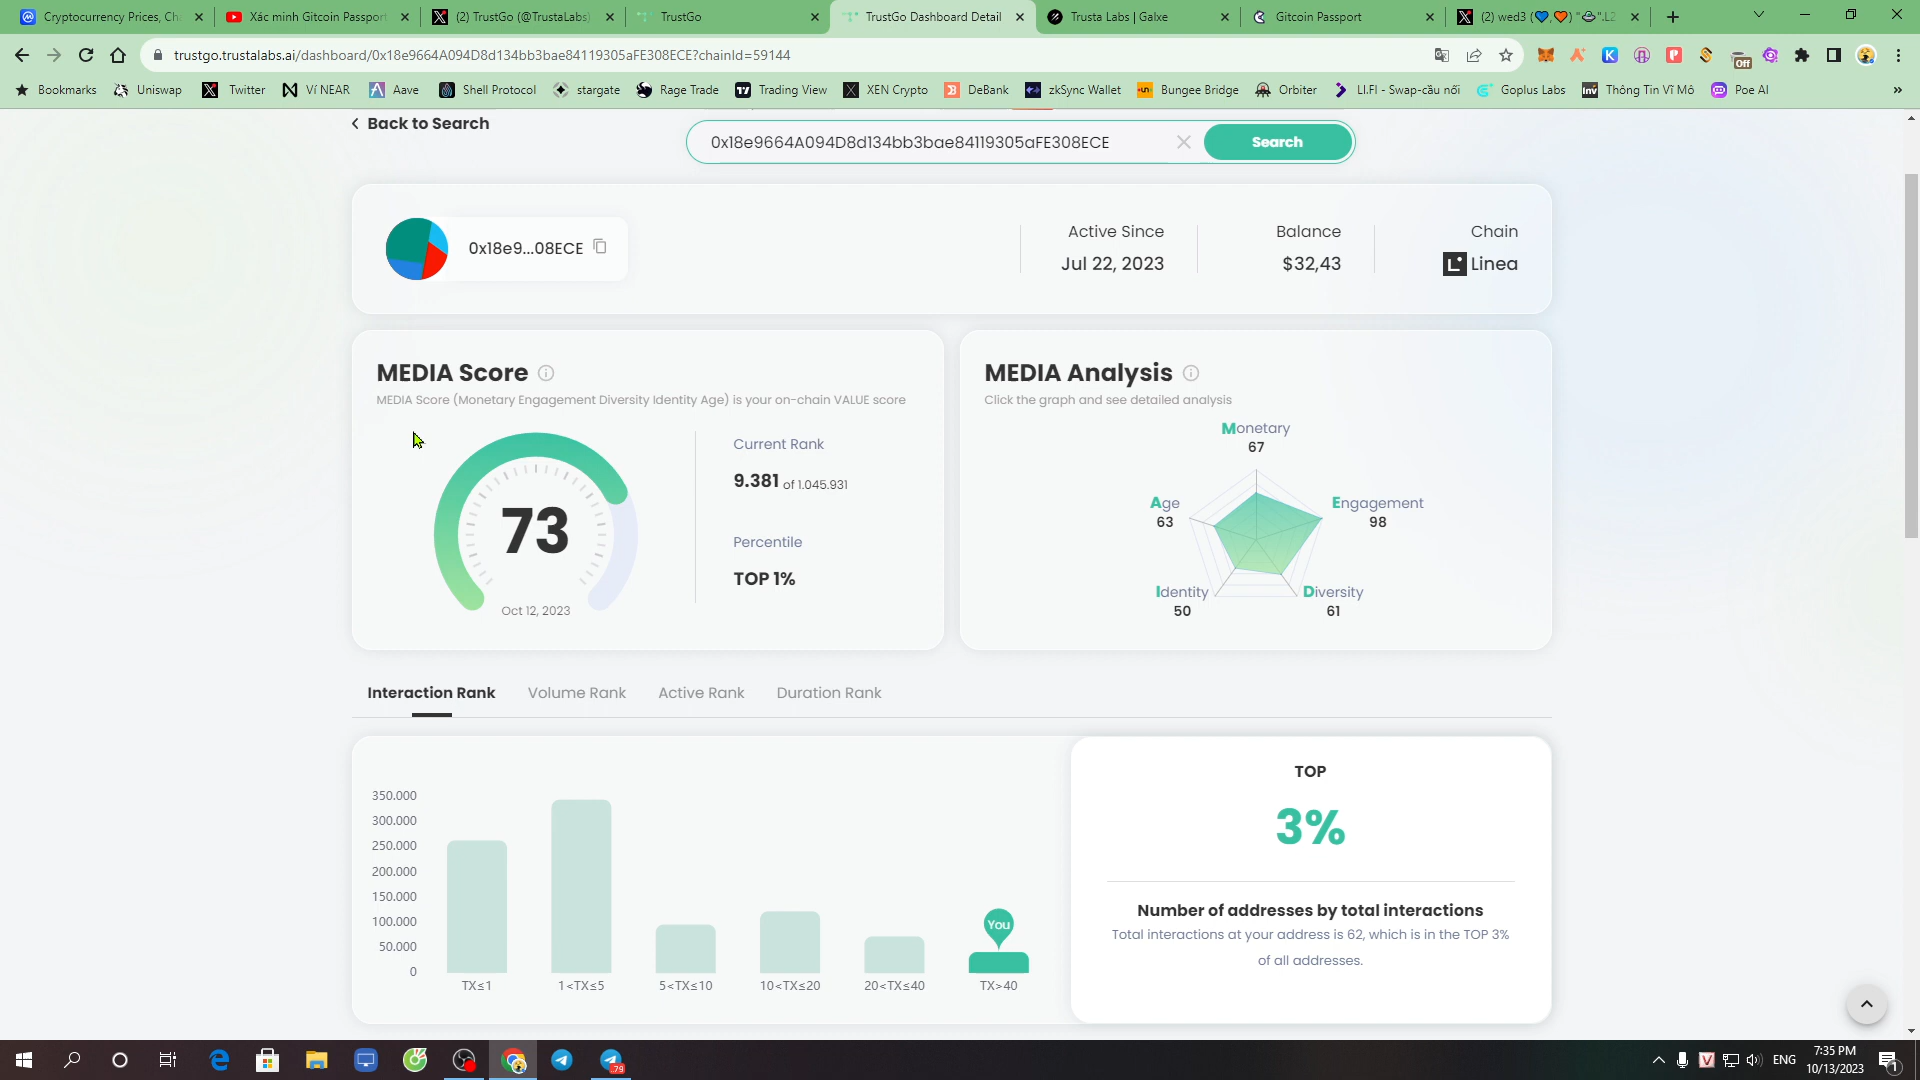 Cryptocurrency Prices, Ch
Xác minh Gitcoin Passport
(2) TrustGo (@TrustaLabs)
TrustGo
TrustGo Dashboard Detail
Trusta Labs | Galxe
Gitcoin Passport
(2) wed3 (💙,🧡) "🥗".L2
trustgo.trustalabs.ai/dashboard/0x18e9664A094D8d134bb3bae84119305aFE308ECE?chainId=59144
Off
Bookmarks
Uniswap
Twitter
Ví NEAR
Aave
Shell Protocol
stargate
Rage Trade
Trading View
XEN Crypto
DeBank
zkSync Wallet
Bungee Bridge
Orbiter
LI.FI - Swap-cầu nối
Goplus Labs
Thông Tin Vĩ Mô
Poe AI
Back to Search
0x18e9664A094D8d134bb3bae84119305aFE308ECE
Search
0x18e9...08ECE
Active Since
Jul 22, 2023
Balance
$32,43
Chain
Linea
MEDIA Score
MEDIA Score (Monetary Engagement Diversity Identity Age) is your on-chain VALUE score
73
Oct 12, 2023
Current Rank
9.381 of 1.045.931
Percentile
TOP 1%
MEDIA Analysis
Click the graph and see detailed analysis
Monetary
67
Age
63
Engagement
98
Identity
50
Diversity
61
Interaction Rank
Volume Rank
Active Rank
Duration Rank
350.000
300.000
250.000
200.000
150.000
100.000
50.000
0
You
TX≤1
1<TX≤5
5<TX≤10
10<TX≤20
20<TX≤40
TX>40
TOP
3%
Number of addresses by total interactions
Total interactions at your address is 62, which is in the TOP 3%
of all addresses.
79
ENG
7:35 PM
10/13/2023
1